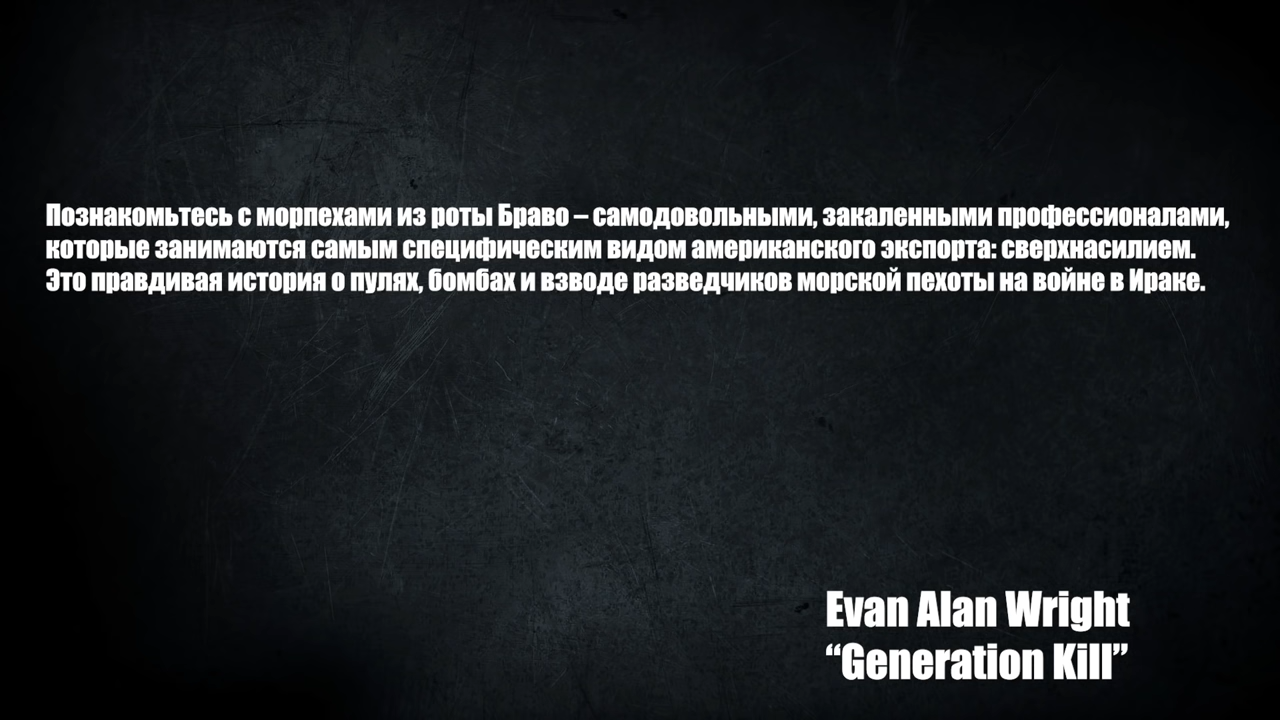 Познакомьтесь с морпехами из роты Браво – самодовольными, закаленными профессионалами,
которые занимаются самым специфическим видом американского экспорта: сверхнасилием.
Это правдивая история о пулях, бомбах и взводе разведчиков морской пехоты на войне в Ираке.
Evan Alan Wright
“Generation Kill”